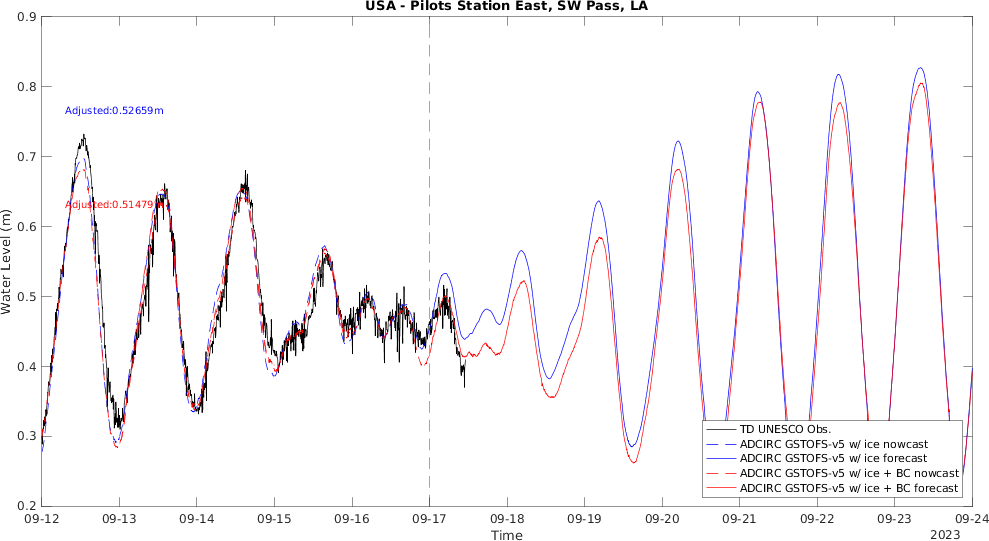 USA - Pilots Station East, SW Pass, LA
0.9
0.8
0.7
0.6
0.5
0.4
0.3
0.2
Water Level (m)
Adjusted:0.52659m
Adjusted:0.51479
TD UNESCO Obs.
ADCIRC GSTOFS-v5 w/ ice nowcast
ADCIRC GSTOFS-v5 w/ ice forecast
ADCIRC GSTOFS-v5 w/ ice + BC nowcast
ADCIRC GSTOFS-v5 w/ ice + BC forecast
09-12 09-13 09-14 09-15 09-16 09-17 09-18 09-19 09-20 09-21 09-22 09-23 09-24
Time
2023